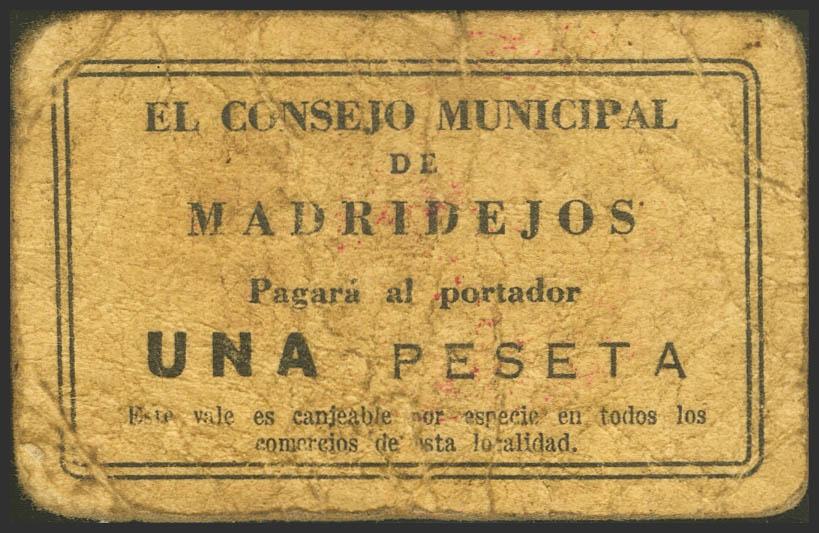 EL CONSEJO MUNICIPAL
DE
MADRIDEJOS
Pagará al portador
UNA PESETA
Este vale es canjeable por especie en todos los
comercios de esta localidad.